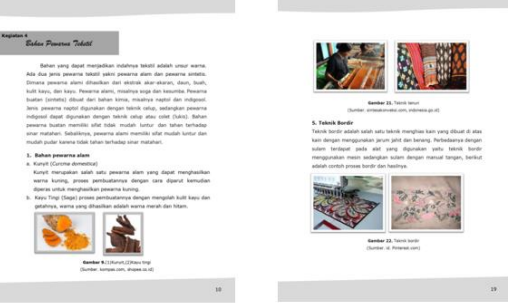 Kegiatan 4
Bahan Pewarna Tekstil
Bahan yang dapat menjadikan indahnya tekstil adalah unsur warna.
Ada dua jenis pewarna tekstil yakni pewarna alam dan pewarna sintetis.
Dimana pewarna alami dihasilkan dari ekstrak akar-akaran, daun, buah,
kulit kayu, dan kayu. Pewarna alami, misalnya soga dan kesumba. Pewarna
buatan (sintetis) dibuat dari bahan kimia, misalnya naptol dan indigosol.
Jenis pewarna naptol digunakan dengan teknik celup, sedangkan pewarna
indigosol dapat digunakan dengan teknik celup atau colet (lukis). Bahan
pewarna buatan memiliki sifat tidak mudah luntur dan tahan terhadap
sinar matahari. Sebaliknya, pewarna alam memiliki sifat mudah luntur dan
mudah pudar karena tidak tahan terhadap sinar matahari.
1. Bahan pewarna alam
a. Kunyit (Curcuma domestica)
Kunyit merupakan salah satu pewarna alam yang dapat menghasilkan
warna kuning, proses pembuatannya dengan cara diparut kemudian
diperas untuk menghasilkan pewarna kuning.
b. Kayu Tingi (Soga) proses pembuatannya dengan mengolah kulit kayu dan
getahnya, warna yang dihasilkan adalah warna merah dan hitam.
Gambar 9.(1)Kunyit,(2)Kayu tingi
(Sumber: kompas.com, shopee.co.id)
10
Gambar 21. Teknik tenun
5. Teknik Bordir
Teknik bordir adalah salah satu teknik menghias kain yang dibuat di atas
kain dengan menggunakan jarum jahit dan benang. Perbedaannya dengan
sulam terdapat pada alat yang digunakan yaitu teknik bordir
menggunakan mesin sedangkan sulam dengan manual tangan, berikut
adalah contoh proses bordir dan hasilnya.
Gambar 22. Teknik bordir
(Sumber. id. Pinterest.com)
19